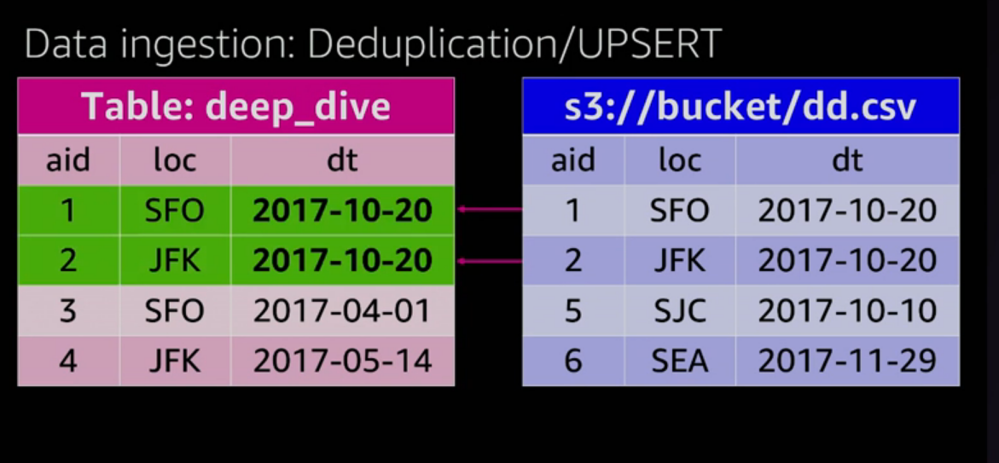 Data ingestion: Deduplication/UPSERT
Table: deep_dive
aid loc dt
1 SFO 2017-10-20
2 JFK 2017-10-20
3 SFO 2017-04-01
4 JFK 2017-05-14
s3://bucket/dd.csv
aid loc dt
1 SFO 2017-10-20
2 JFK 2017-10-20
5 SJC 2017-10-10
6 SEA 2017-11-29